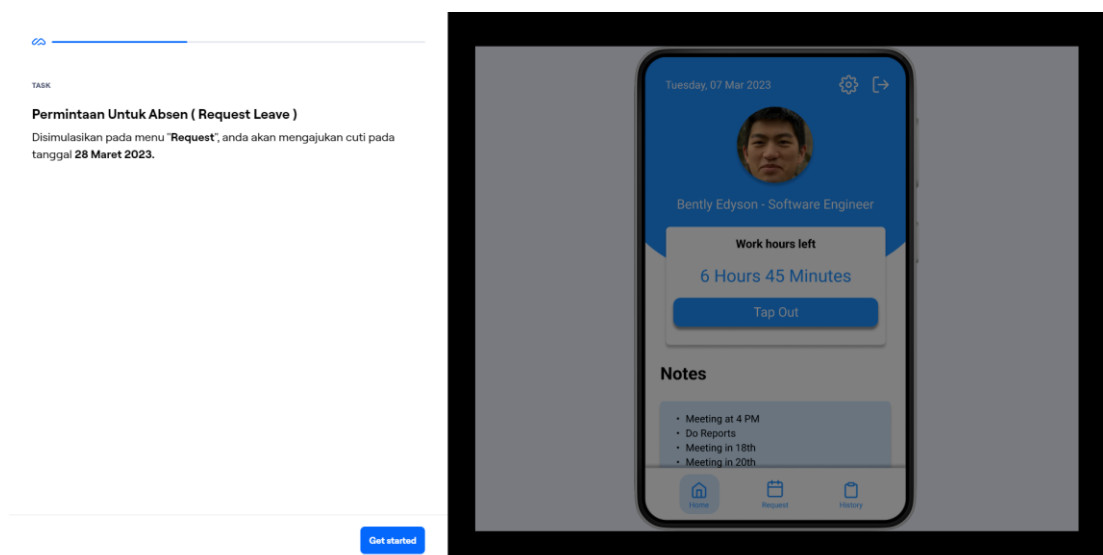 TASK
Permintaan Untuk Absen ( Request Leave )
Disimulasikan pada menu "Request", anda akan mengajukan cuti pada
tanggal 28 Maret 2023.
Get started
Tuesday, 07 Mar 2023
Bently Edyson - Software Engineer
Work hours left
6 Hours 45 Minutes
Tap Out
Notes
• Meeting at 4 PM
• Do Reports
• Meeting in 18th
• Meeting in 20th
Home
Request
History